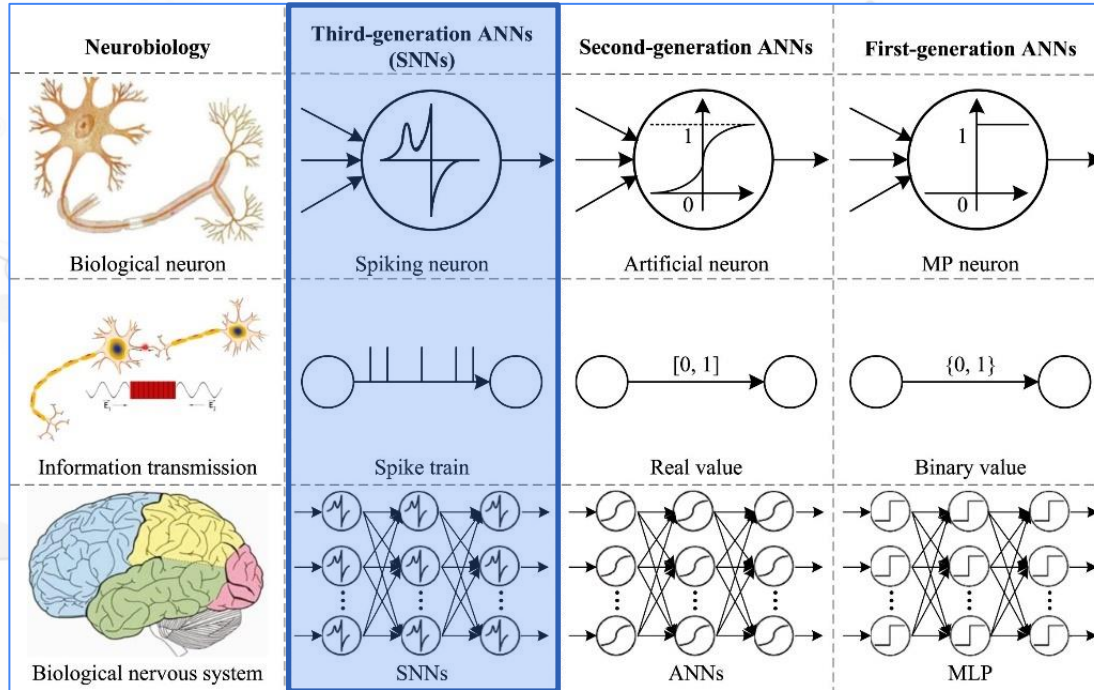 Neurobiology
Third-generation ANNs
(SNNs)
Second-generation ANNs
First-generation ANNs
1
0
1
0
Biological neuron
Spiking neuron
Artificial neuron
MP neuron
[0, 1]
{0, 1}
E₁
E₂
Information transmission
Spike train
Real value
Binary value
Biological nervous system
SNNs
ANNs
MLP